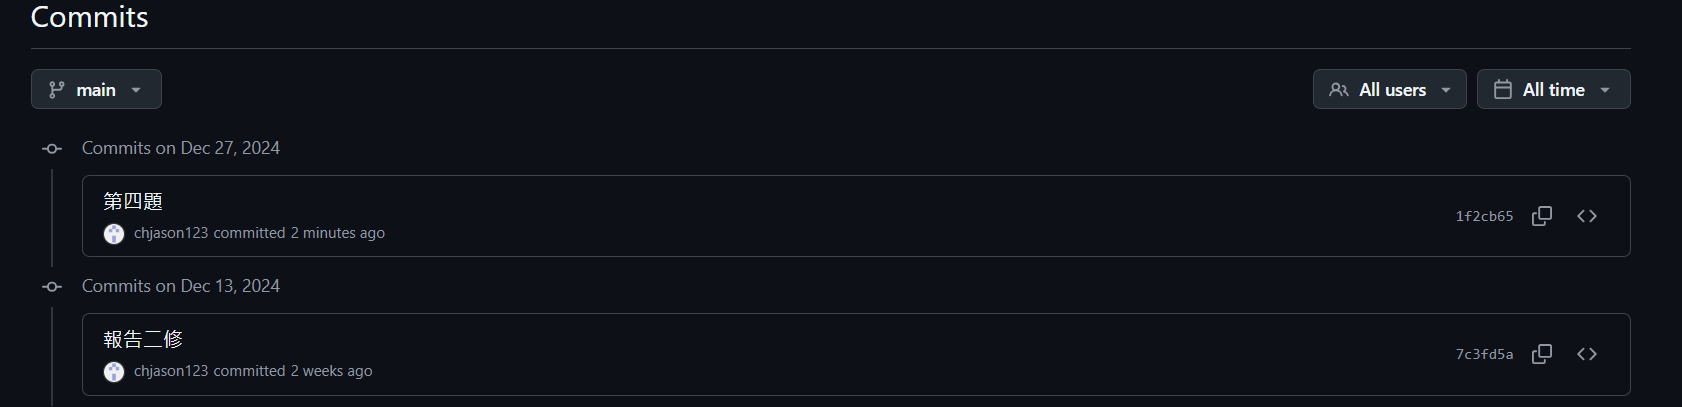 Commits
main
All users
All time
Commits on Dec 27, 2024
第四題
chjason123 committed 2 minutes ago
1f2cb65
Commits on Dec 13, 2024
報告二修
chjason123 committed 2 weeks ago
7c3fd5a